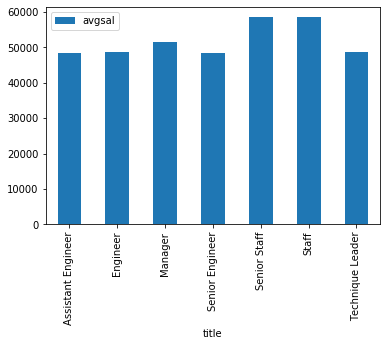 60000
50000
40000
30000
20000
10000
0
avgsal
Assistant Engineer
Engineer
Manager
Senior Engineer
Senior Staff
Staff
Technique Leader
title